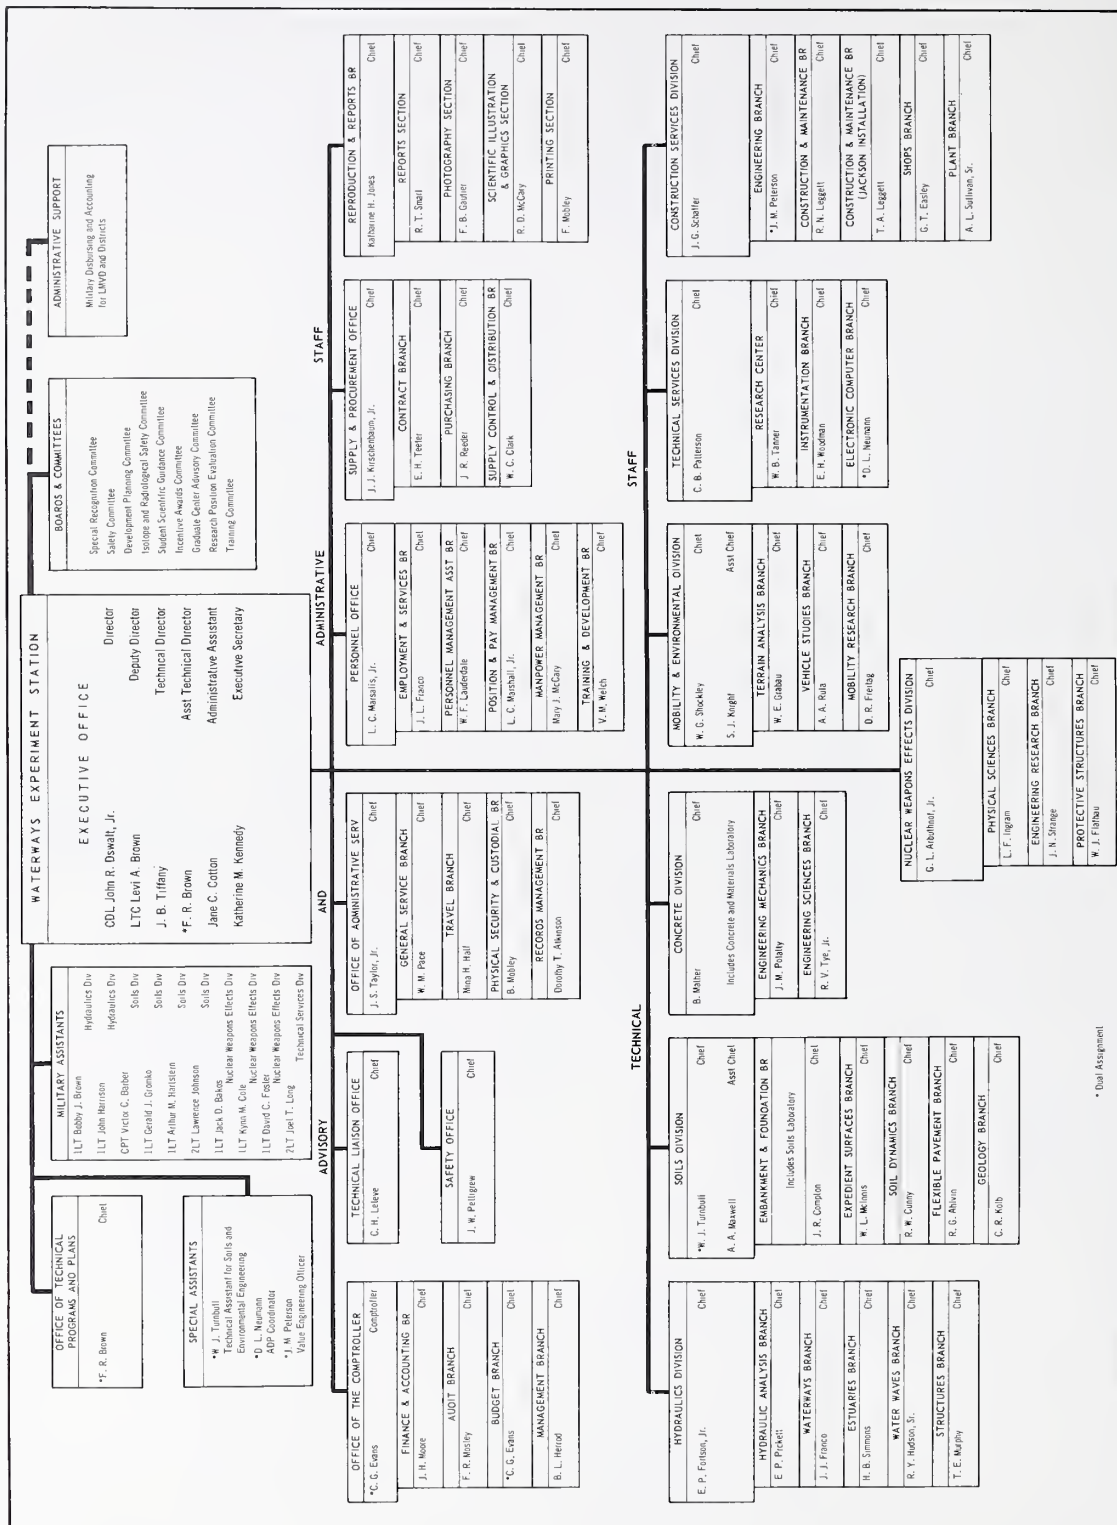 WATERWAYS EXPERIMENT STATION
EXECUTIVE OFFICE
COL John R. Oswalt, Jr. Director
LTC Levi A. Brown Deputy Director
J. B. Tiffany Technical Director
*F. R. Brown Asst Technical Director
Jane C. Cotton Administrative Assistant
Katherine M. Kennedy Executive Secretary
OFFICE OF TECHNICAL
PROGRAMS AND PLANS
*F. R. Brown Chief
SPECIAL ASSISTANTS
*W. J. Turnbull
Technical Assistant for Soils and
Environmental Engineering
*D. L. Neumann
ADP Coordinator
*J. M. Peterson
Value Engineering Officer
MILITARY ASSISTANTS
1LT Bobby J. Brown Hydraulics Div
1LT John Harrison Hydraulics Div
CPT Victor C. Barber Soils Div
1LT Gerald J. Gromko Soils Div
1LT Arthur M. Hartstein Soils Div
2LT Lawrence Johnson Soils Div
1LT Jack D. Bakos Nuclear Weapons Effects Div
1LT Kynn M. Cole Nuclear Weapons Effects Div
1LT David C. Foster Nuclear Weapons Effects Div
2LT Joel T. Long Technical Services Div
BOARDS & COMMITTEES
Special Recognition Committee
Safety Committee
Development Planning Committee
Isotope and Radiological Safety Committee
Student Scientific Guidance Committee
Incentive Awards Committee
Graduate Center Advisory Committee
Research Position Evaluation Committee
Training Committee
ADMINISTRATIVE SUPPORT
Military Disbursing and Accounting
for LMVD and Districts
ADVISORY AND ADMINISTRATIVE STAFF
OFFICE OF THE COMPTROLLER
*C. G. Evans Comptroller
FINANCE & ACCOUNTING BR
J. H. Moore Chief
AUDIT BRANCH
F. R. Mosley Chief
BUDGET BRANCH
*C. G. Evans Chief
MANAGEMENT BRANCH
B. L. Herrod Chief
TECHNICAL LIAISON OFFICE
C. H. Leleve Chief
SAFETY OFFICE
J. W. Pettigrew Chief
OFFICE OF ADMINISTRATIVE SERV
J. S. Taylor, Jr. Chief
GENERAL SERVICE BRANCH
W. M. Pace Chief
TRAVEL BRANCH
Mina H. Hall Chief
PHYSICAL SECURITY & CUSTODIAL BR
B. Mobley Chief
RECORDS MANAGEMENT BR
Dorothy T. Atkinson Chief
PERSONNEL OFFICE
L. C. Marsalis, Jr. Chief
EMPLOYMENT & SERVICES BR
J. L. Franco Chief
PERSONNEL MANAGEMENT ASST BR
W. F. Lauderdale Chief
POSITION & PAY MANAGEMENT BR
L. C. Marshall, Jr. Chief
MANPOWER MANAGEMENT BR
Mary J. McCary Chief
TRAINING & DEVELOPMENT BR
V. M. Welch Chief
SUPPLY & PROCUREMENT OFFICE
J. J. Kirschenbaum, Jr. Chief
CONTRACT BRANCH
E. H. Teeter Chief
PURCHASING BRANCH
J. R. Reeder Chief
SUPPLY CONTROL & DISTRIBUTION BR
W. C. Clark Chief
REPRODUCTION & REPORTS BR
Katharine H. Jones Chief
REPORTS SECTION
R. T. Small Chief
PHOTOGRAPHY SECTION
F. B. Gautier Chief
SCIENTIFIC ILLUSTRATION
& GRAPHICS SECTION
R. D. McCary Chief
PRINTING SECTION
F. Mobley Chief
TECHNICAL STAFF
HYDRAULICS DIVISION
E. P. Fortson, Jr. Chief
HYDRAULIC ANALYSIS BRANCH
E. P. Pickett Chief
WATERWAYS BRANCH
J. J. Franco Chief
ESTUARIES BRANCH
H. B. Simmons Chief
WATER WAVES BRANCH
R. Y. Hudson, Sr. Chief
STRUCTURES BRANCH
T. E. Murphy Chief
SOILS DIVISION
*W. J. Turnbull Chief
A. A. Maxwell Asst Chief
EMBANKMENT & FOUNDATION BR
Includes Soils Laboratory
J. R. Compton Chief
EXPEDIENT SURFACES BRANCH
W. L. McInnis Chief
SOIL DYNAMICS BRANCH
R. W. Cunny Chief
FLEXIBLE PAVEMENT BRANCH
R. G. Ahlvin Chief
GEOLOGY BRANCH
C. R. Kolb Chief
CONCRETE DIVISION
B. Mather Chief
Includes Concrete and Materials Laboratory
ENGINEERING MECHANICS BRANCH
J. M. Polatty Chief
ENGINEERING SCIENCES BRANCH
R. V. Tye, Jr. Chief
MOBILITY & ENVIRONMENTAL DIVISION
W. G. Shockley Chief
S. J. Knight Asst Chief
TERRAIN ANALYSIS BRANCH
W. E. Grabau Chief
VEHICLE STUDIES BRANCH
A. A. Rula Chief
MOBILITY RESEARCH BRANCH
D. R. Freitag Chief
TECHNICAL SERVICES DIVISION
C. B. Patterson Chief
RESEARCH CENTER
W. B. Tanner Chief
INSTRUMENTATION BRANCH
E. H. Woodman Chief
ELECTRONIC COMPUTER BRANCH
*D. L. Neumann Chief
CONSTRUCTION SERVICES DIVISION
J. G. Schaffer Chief
ENGINEERING BRANCH
*J. M. Peterson Chief
CONSTRUCTION & MAINTENANCE BR
R. N. Leggett Chief
CONSTRUCTION & MAINTENANCE BR
(JACKSON INSTALLATION)
T. A. Leggett Chief
SHOPS BRANCH
G. T. Easley Chief
PLANT BRANCH
A. L. Sullivan, Sr. Chief
NUCLEAR WEAPONS EFFECTS DIVISION
G. L. Arbuthnot, Jr. Chief
PHYSICAL SCIENCES BRANCH
L. F. Ingram Chief
ENGINEERING RESEARCH BRANCH
J. N. Strange Chief
PROTECTIVE STRUCTURES BRANCH
W. J. Flathau Chief
* Dual Assignment